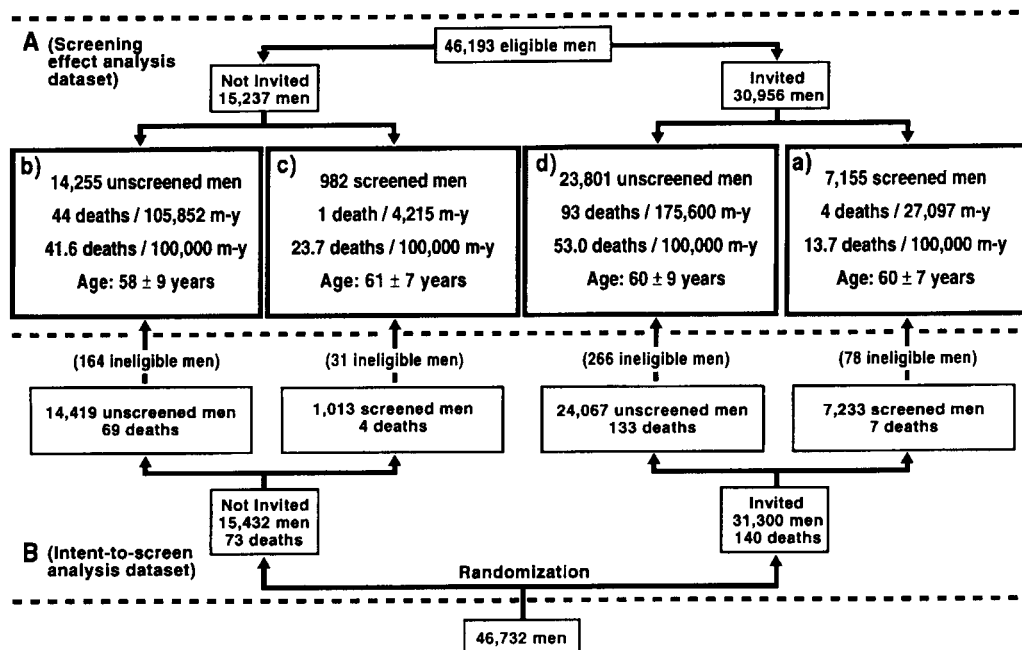 A (Screening
effect analysis
dataset)
46,193 eligible men
Not Invited
15,237 men
Invited
30,956 men
b)
14,255 unscreened men
44 deaths / 105,852 m-y
41.6 deaths / 100,000 m-y
Age: 58 ± 9 years
c)
982 screened men
1 death / 4,215 m-y
23.7 deaths / 100,000 m-y
Age: 61 ± 7 years
d)
23,801 unscreened men
93 deaths / 175,600 m-y
53.0 deaths / 100,000 m-y
Age: 60 ± 9 years
a)
7,155 screened men
4 deaths / 27,097 m-y
13.7 deaths / 100,000 m-y
Age: 60 ± 7 years
(164 ineligible men)
(31 ineligible men)
(266 ineligible men)
(78 ineligible men)
14,419 unscreened men
69 deaths
1,013 screened men
4 deaths
24,067 unscreened men
133 deaths
7,233 screened men
7 deaths
Not Invited
15,432 men
73 deaths
Invited
31,300 men
140 deaths
B (Intent-to-screen
analysis dataset)
Randomization
46,732 men